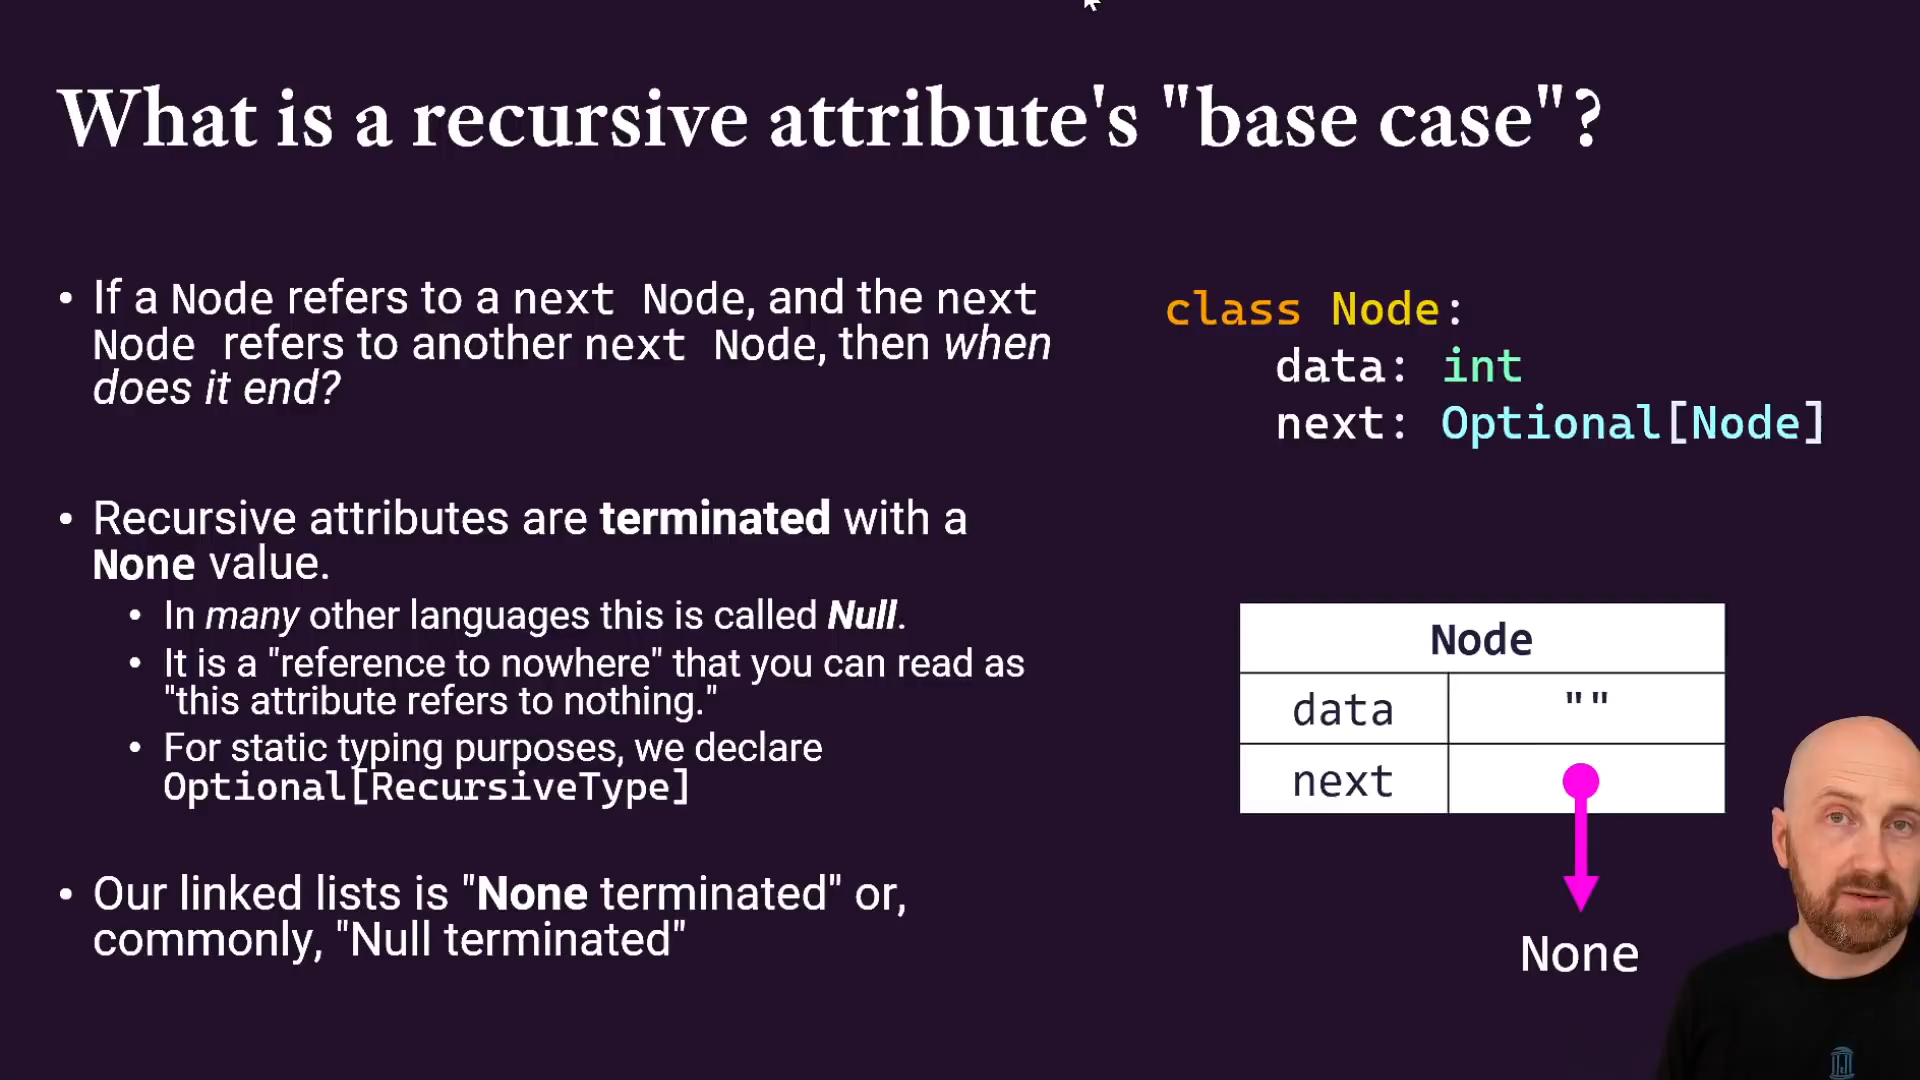 What is a recursive attribute's "base case"?
• If a Node refers to a next Node, and the next
Node refers to another next Node, then when
does it end?
• Recursive attributes are terminated with a
None value.
• In many other languages this is called Null.
• It is a "reference to nowhere" that you can read as
"this attribute refers to nothing."
• For static typing purposes, we declare
Optional[RecursiveType]
• Our linked lists is "None terminated" or,
commonly, "Null terminated"
class Node:
data: int
next: Optional[Node]
Node
data ""
next
None